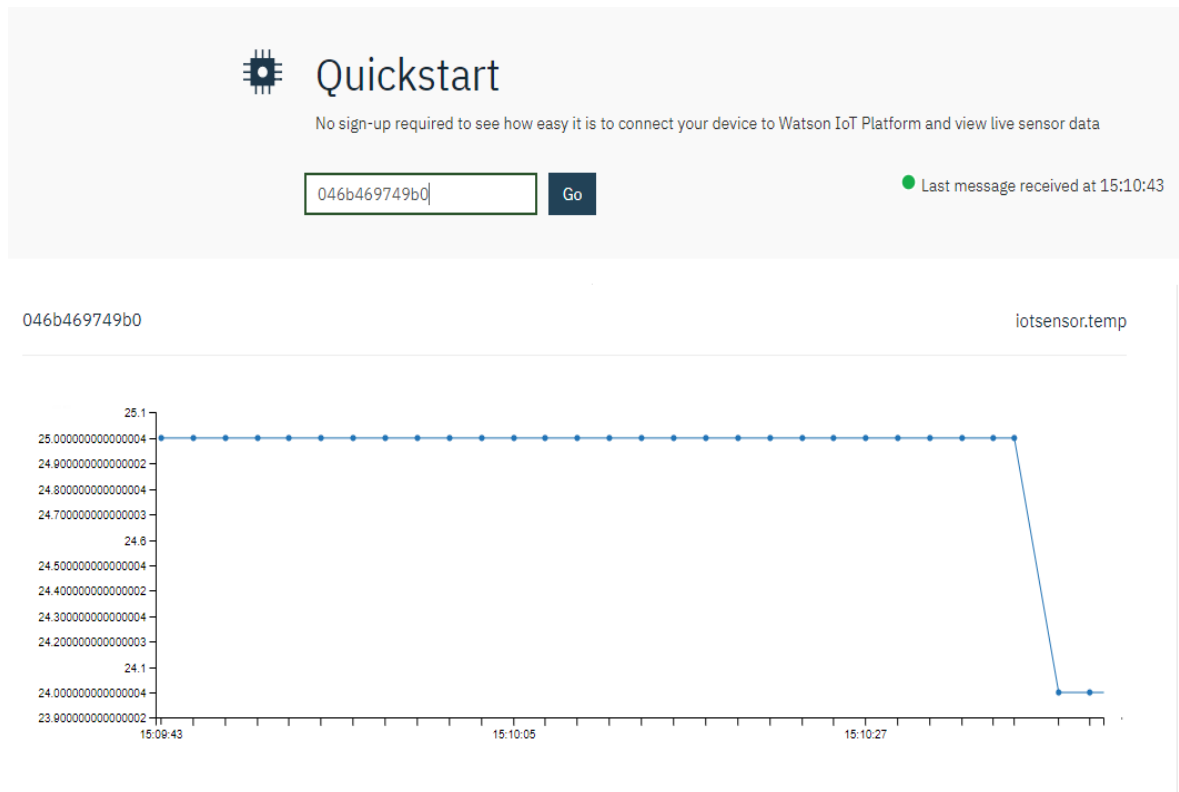 Quickstart
No sign-up required to see how easy it is to connect your device to Watson IoT Platform and view live sensor data
046b469749b0
Go
Last message received at 15:10:43
046b469749b0
iotsensor.temp
25.1
25.000000000000004
24.900000000000002
24.800000000000004
24.700000000000003
24.6
24.500000000000004
24.400000000000002
24.300000000000004
24.200000000000003
24.1
24.000000000000004
23.900000000000002
15:09:43
15:10:05
15:10:27